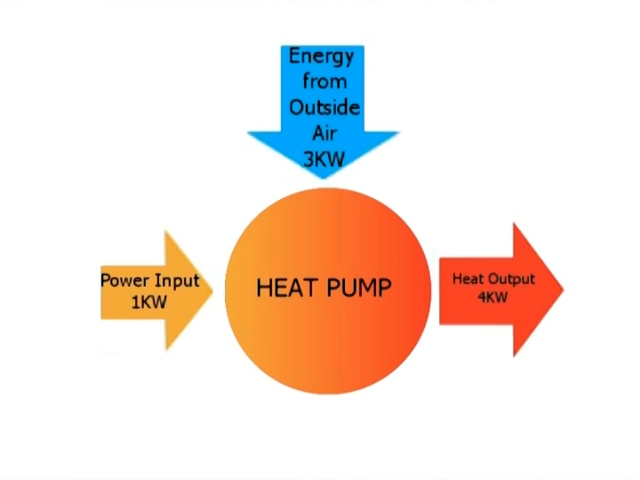 Energy
from
Outside
Air
3KW
Power Input
1KW
HEAT PUMP
Heat Output
4KW